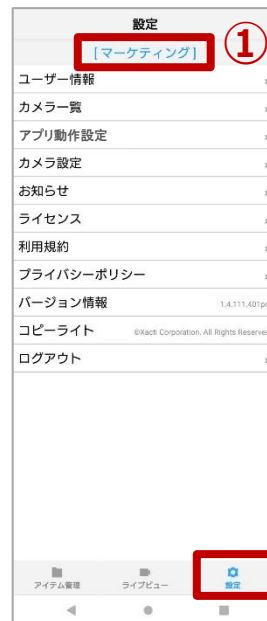 設定
[マーケティング]
①
ユーザー情報
カメラ一覧
アプリ動作設定
カメラ設定
お知らせ
ライセンス
利用規約
プライバシーポリシー
バージョン情報 1.4.111.401pr
コピーライト ©Xacti Corporation. All Rights Reserve
ログアウト
アイテム管理 ライブビュー 設定